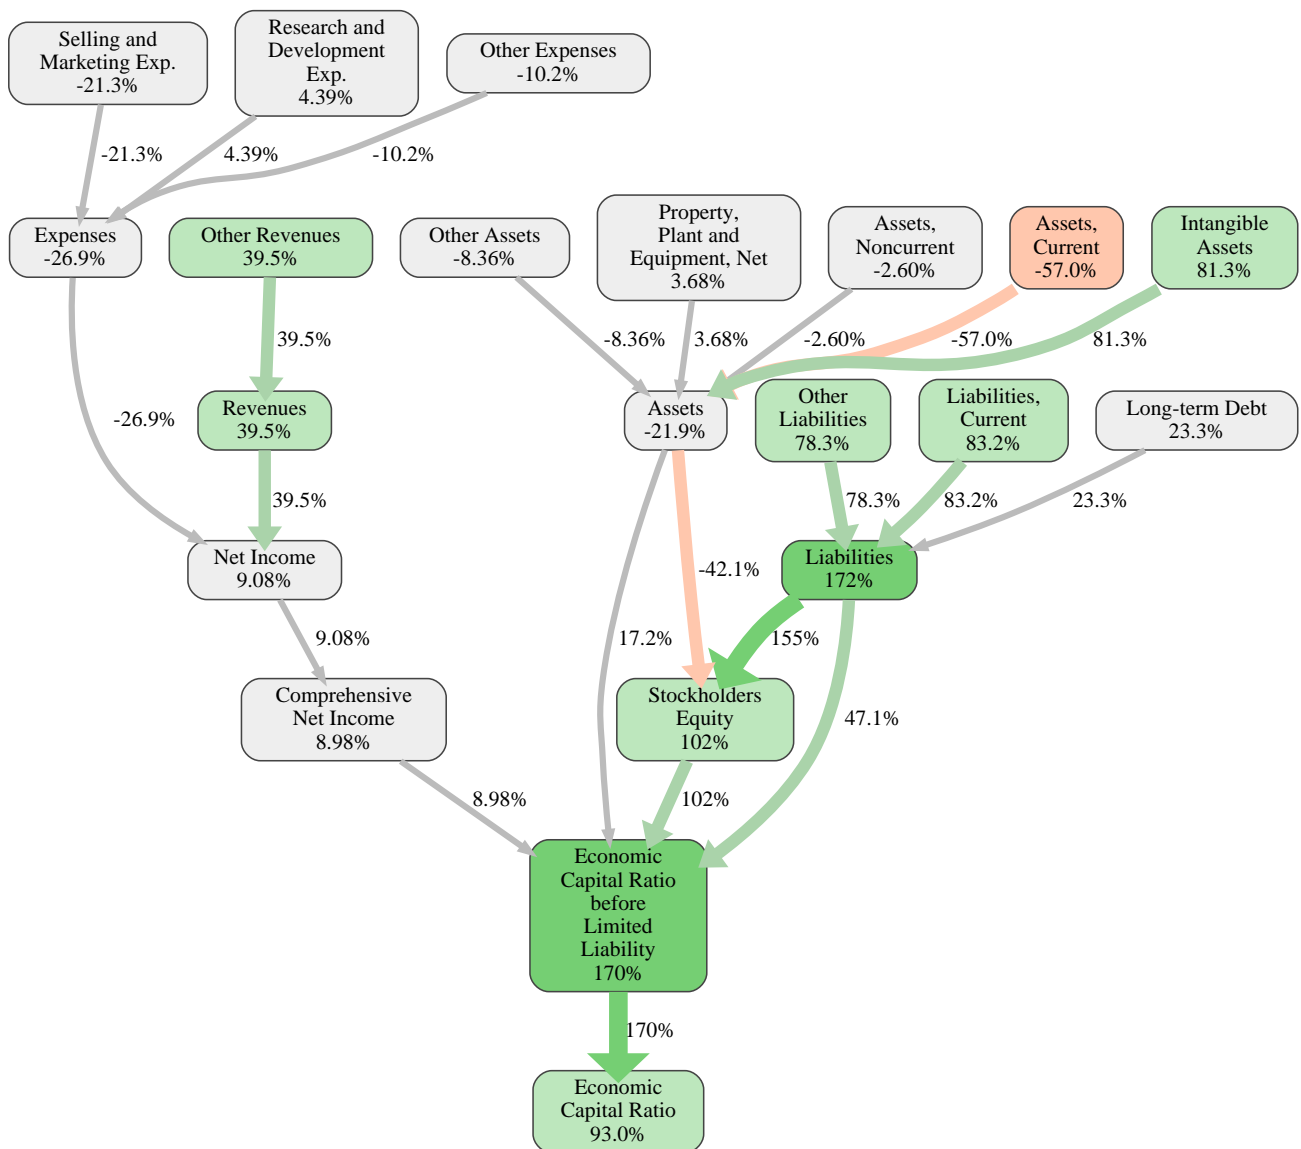 Selling and
Marketing Exp.
-21.3%
Research and
Development
Exp.
4.39%
Other Expenses
-10.2%
-21.3%
4.39%
-10.2%
Expenses
-26.9%
Other Revenues
39.5%
Other Assets
-8.36%
Property,
Plant and
Equipment, Net
3.68%
Assets,
Noncurrent
-2.60%
Assets,
Current
-57.0%
Intangible
Assets
81.3%
39.5%
-8.36%
3.68%
-2.60%
-57.0%
81.3%
-26.9%
Revenues
39.5%
Assets
-21.9%
Other
Liabilities
78.3%
Liabilities,
Current
83.2%
Long-term Debt
23.3%
39.5%
78.3%
83.2%
23.3%
Net Income
9.08%
-42.1%
Liabilities
172%
9.08%
17.2%
155%
Comprehensive
Net Income
8.98%
Stockholders
Equity
102%
47.1%
8.98%
102%
Economic
Capital Ratio
before
Limited
Liability
170%
170%
Economic
Capital Ratio
93.0%